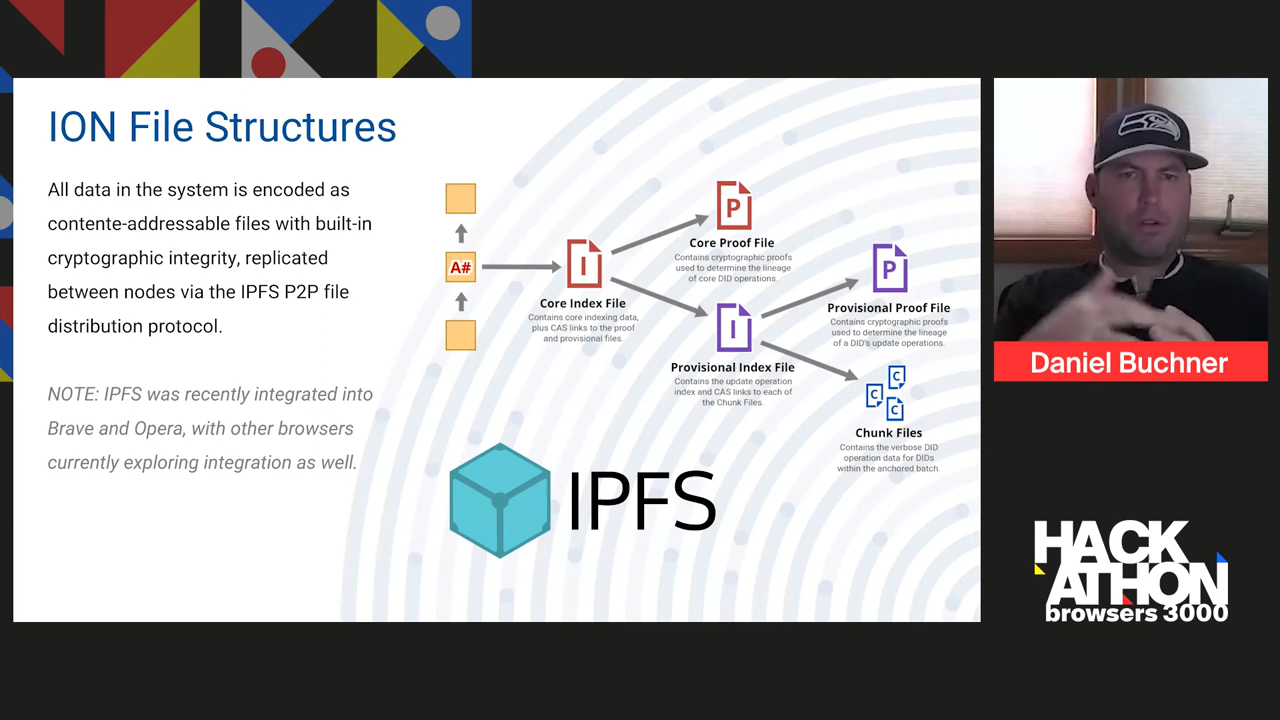 ION File Structures
All data in the system is encoded as
contente-addressable files with built-in
cryptographic integrity, replicated
between nodes via the IPFS P2P file
distribution protocol.
NOTE: IPFS was recently integrated into
Brave and Opera, with other browsers
currently exploring integration as well.
A#
I
Core Index File
Contains core indexing data,
plus CAS links to the proof
and provisional files.
P
Core Proof File
Contains cryptographic proofs
used to determine the lineage
of core DID operations.
I
Provisional Index File
Contains the update operation
index and CAS links to each of
the Chunk Files.
P
Provisional Proof File
Contains cryptographic proofs
used to determine the lineage
of a DID's update operations.
C
C
C
Chunk Files
Contains the verbose DID
operation data for DIDs
within the anchored batch.
IPFS
Daniel Buchner
HACK
ATHON
browsers 3000